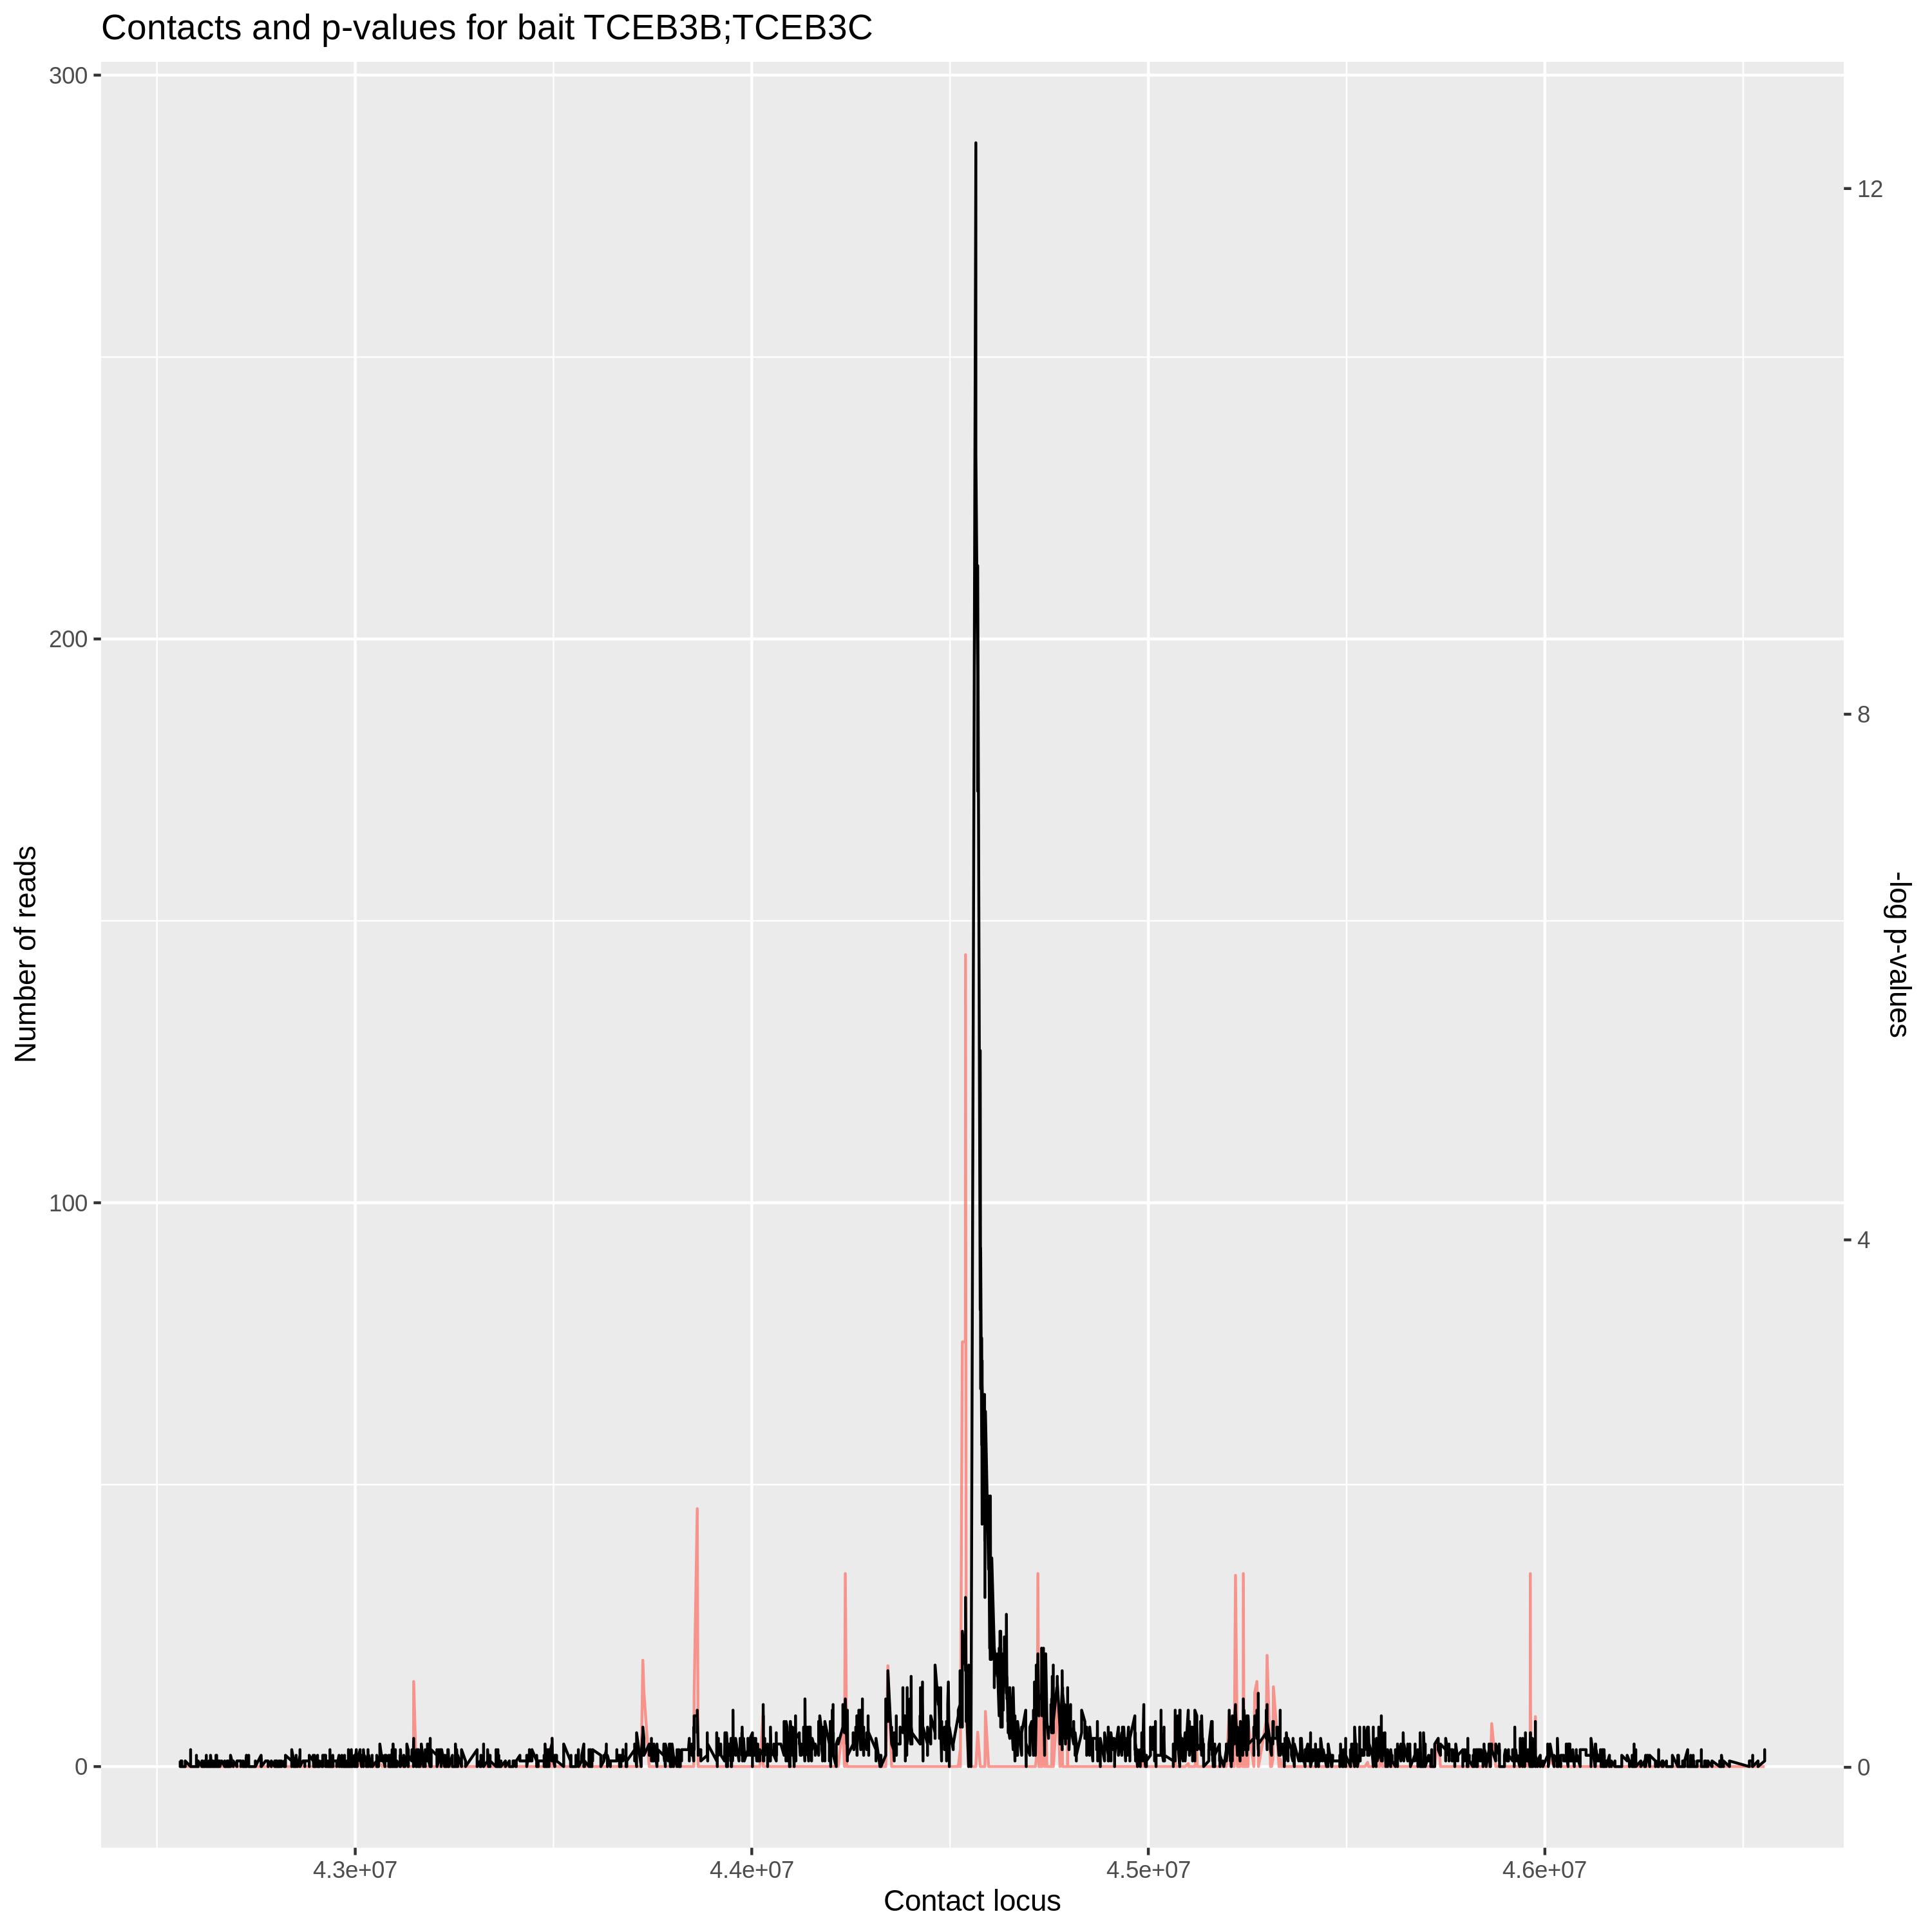 Contacts and p-values for bait TCEB3B;TCEB3C
300
200
100
0
Number of reads
12
8
4
0
-log p-values
4.3e+07
4.4e+07
4.5e+07
4.6e+07
Contact locus